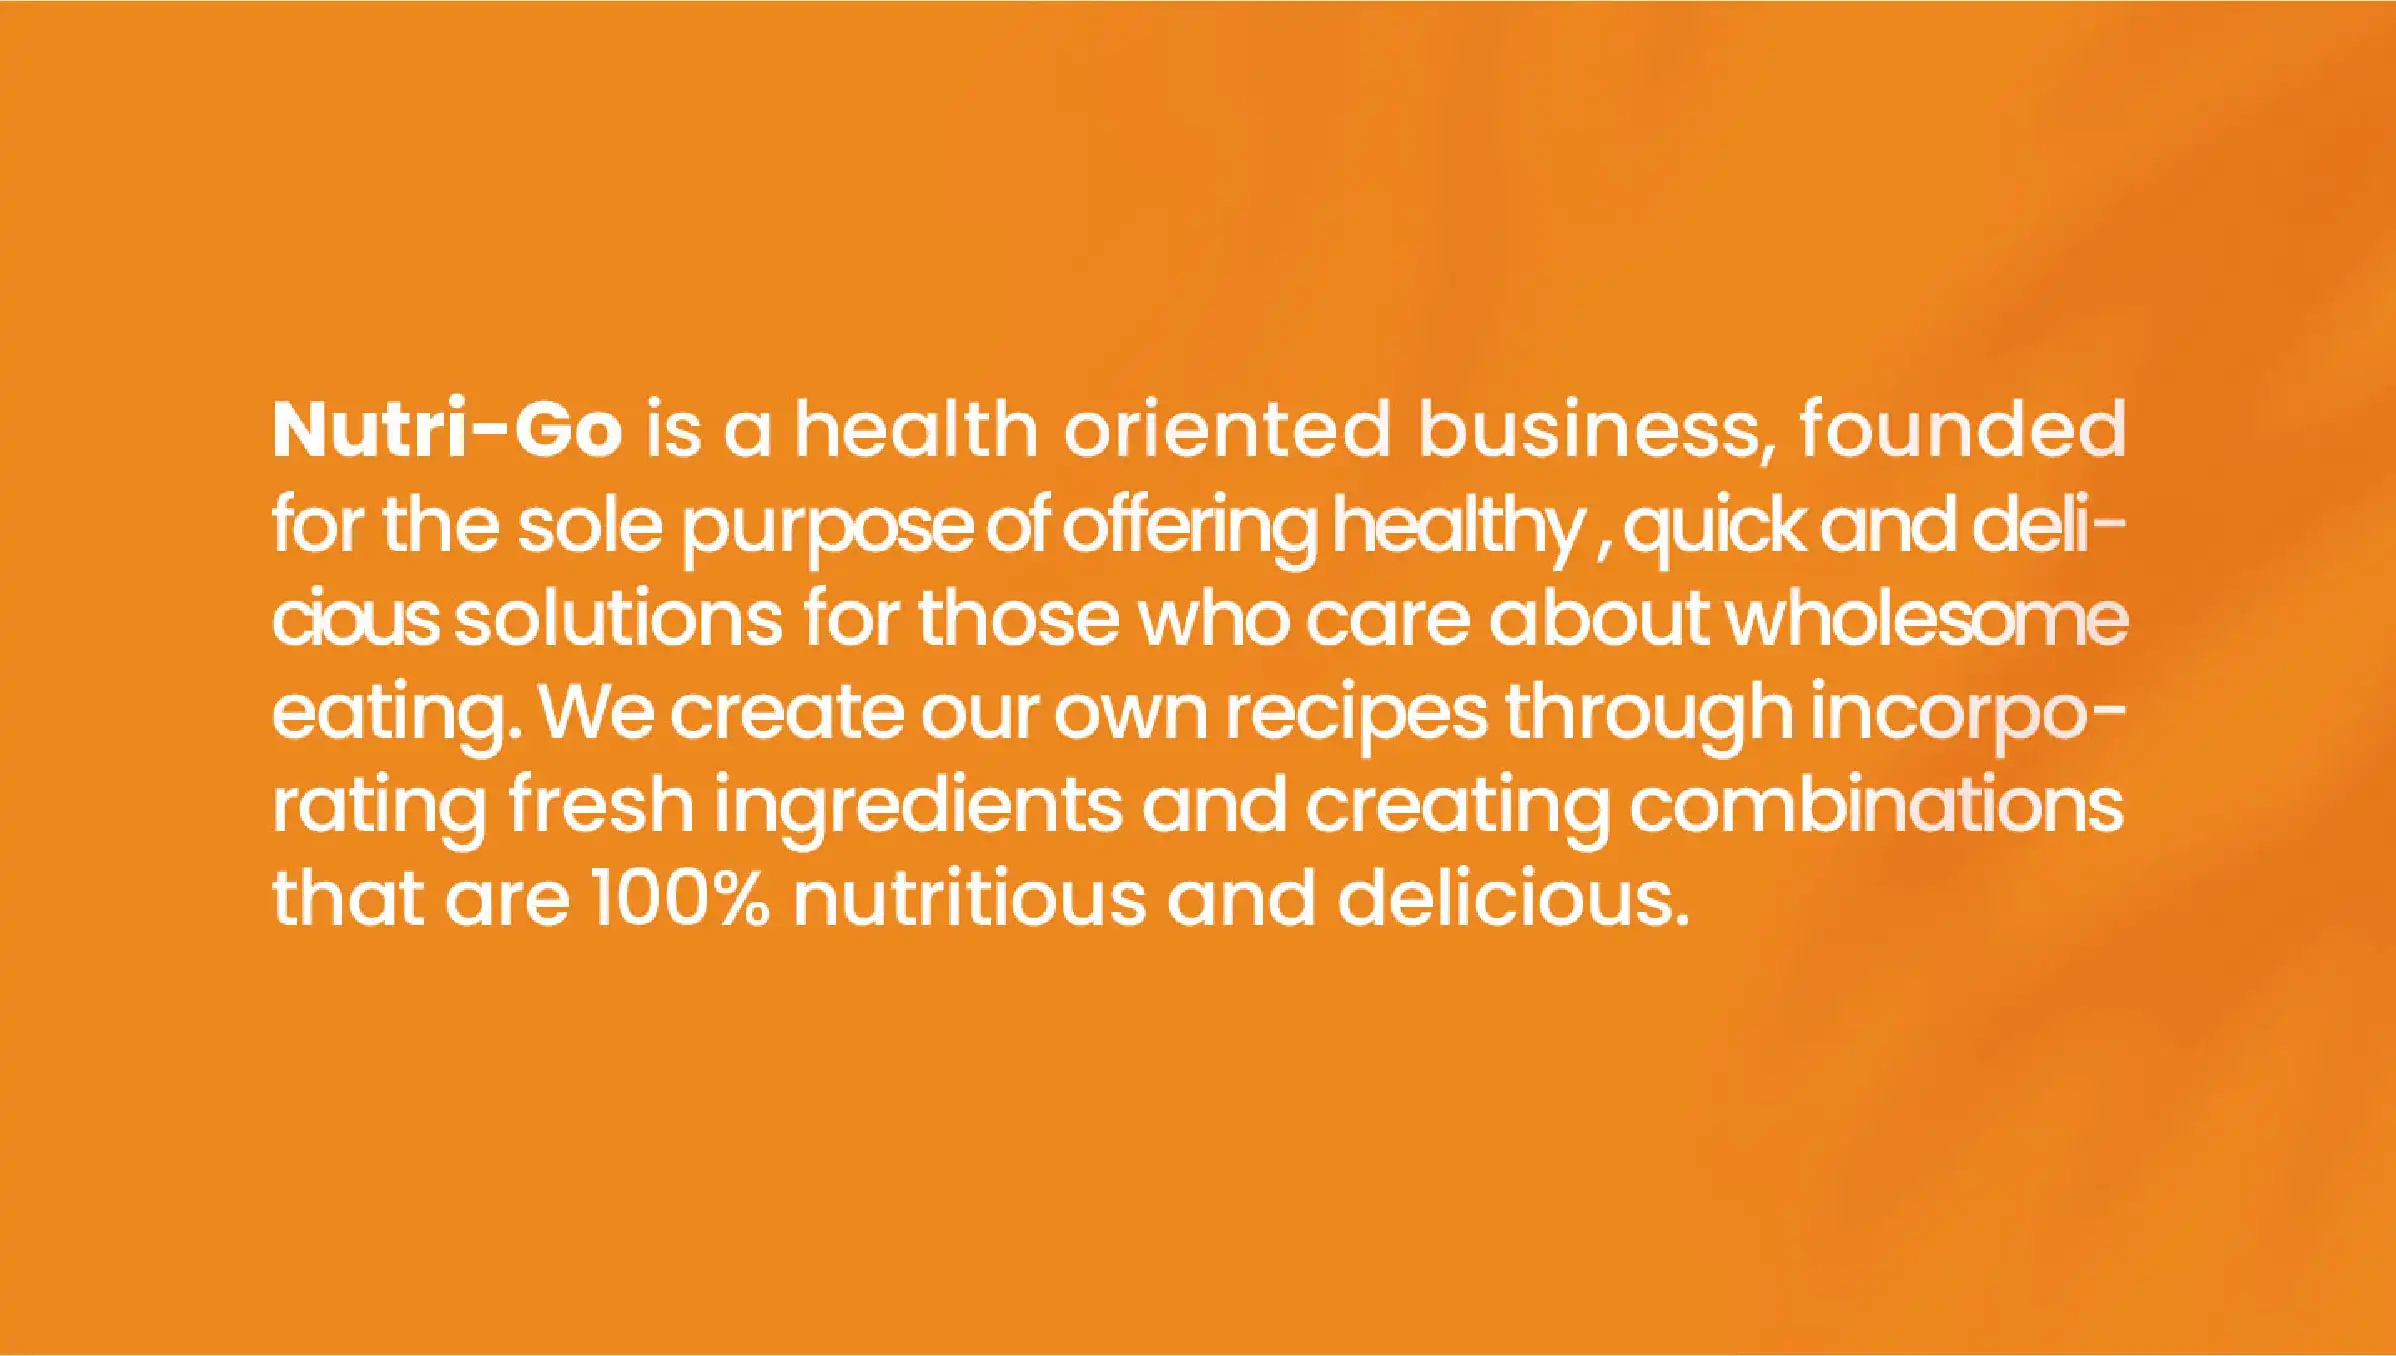 Nutri-Go is a health oriented business, founded
for the sole purpose of offering healthy , quick and deli-
cious solutions for those who care about wholesome
eating. We create our own recipes through incorpo-
rating fresh ingredients and creating combinations
that are 100% nutritious and delicious.